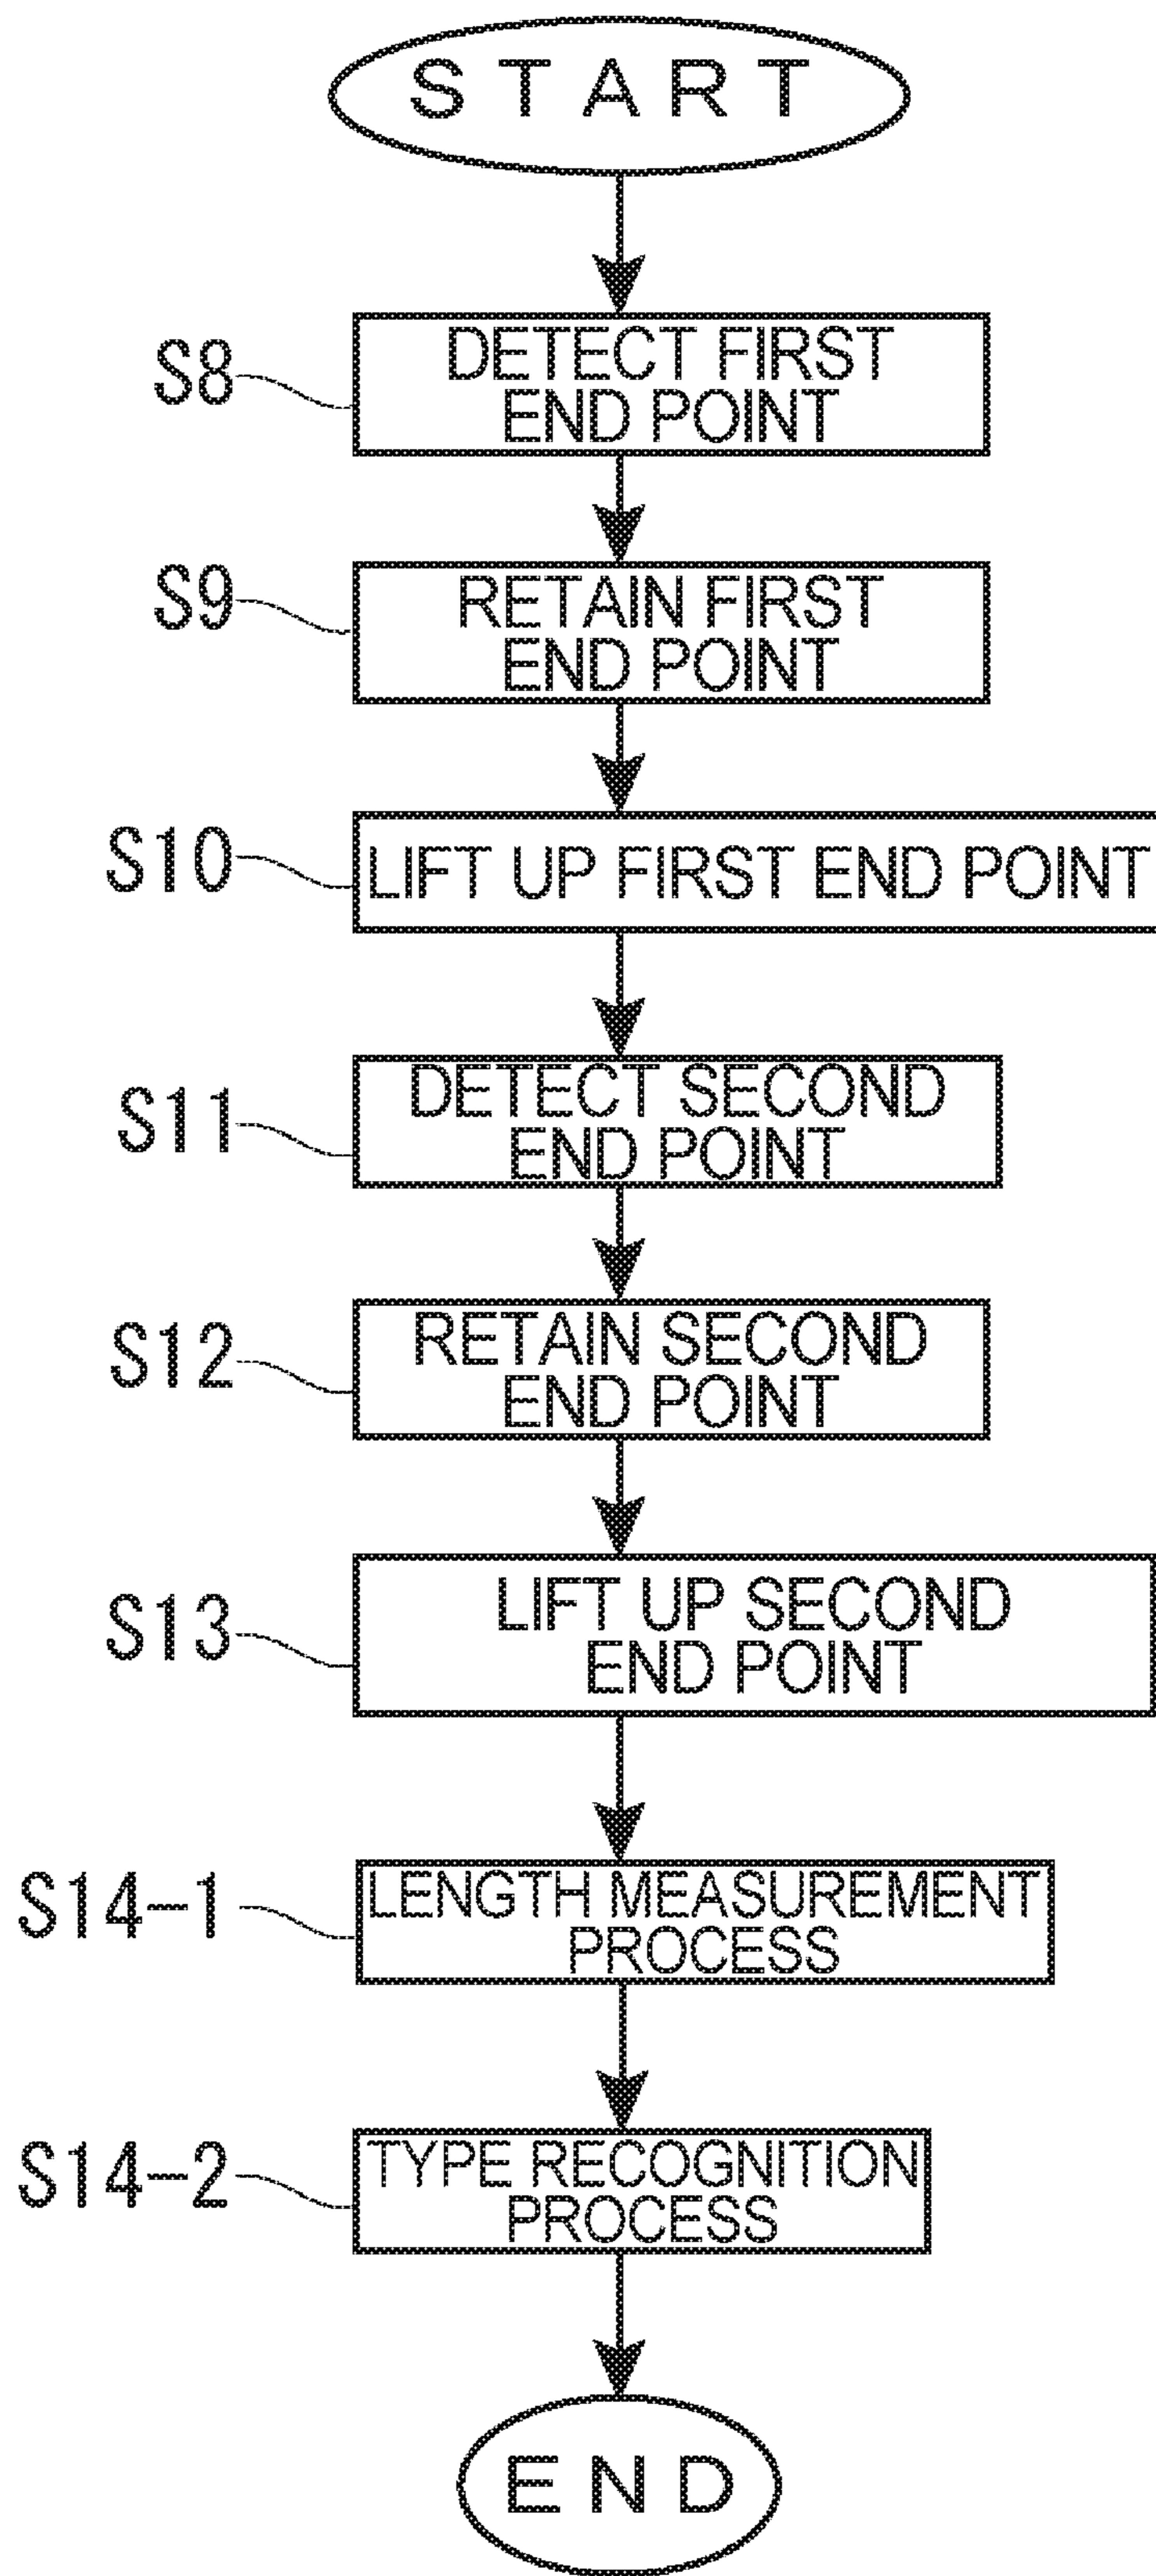 START
S8
DETECT FIRST
END POINT
S9
RETAIN FIRST
END POINT
S10
LIFT UP FIRST END POINT
S11
DETECT SECOND
END POINT
S12
RETAIN SECOND
END POINT
S13
LIFT UP SECOND
END POINT
S14-1
LENGTH MEASUREMENT
PROCESS
S14-2
TYPE RECOGNITION
PROCESS
END